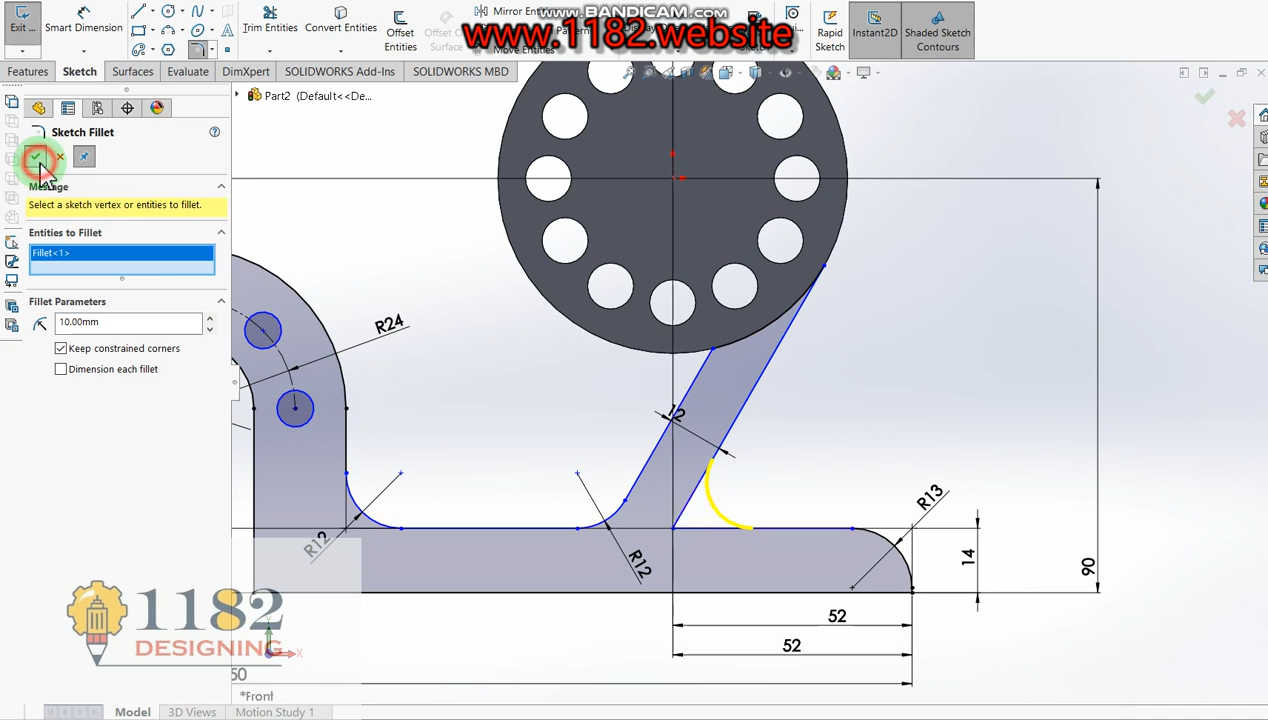 www.BANDICAM.com
www.1182.website
Exit ...
Smart Dimension
Trim Entities
Convert Entities
Offset
Entities
Offset
Mirror Entities
Move Entities
Rapid
Sketch
Instant2D
Shaded Sketch
Contours
Features
Sketch
Surfaces
Evaluate
DimXpert
SOLIDWORKS Add-Ins
SOLIDWORKS MBD
Part2 (Default<<De...
Sketch Fillet
Message
Select a sketch vertex or entities to fillet.
Entities to Fillet
Fillet<1>
Fillet Parameters
10.00mm
Keep constrained corners
Dimension each fillet
R24
12
R12
R12
R13
14
90
52
52
50
1182
DESIGNING
Y
X
*Front
Model
3D Views
Motion Study 1